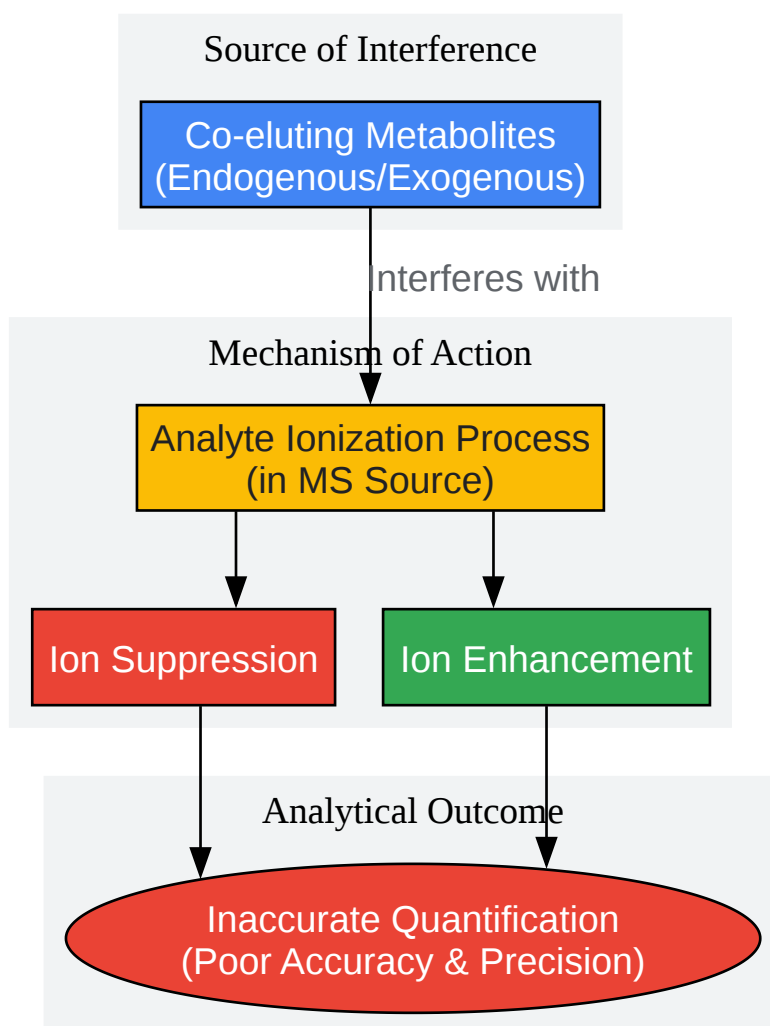 Source of Interference
Co-eluting Metabolites
(Endogenous/Exogenous)
Interferes with
Mechanism of Action
Analyte Ionization Process
(in MS Source)
Ion Suppression
Ion Enhancement
Analytical Outcome
Inaccurate Quantification
(Poor Accuracy & Precision)